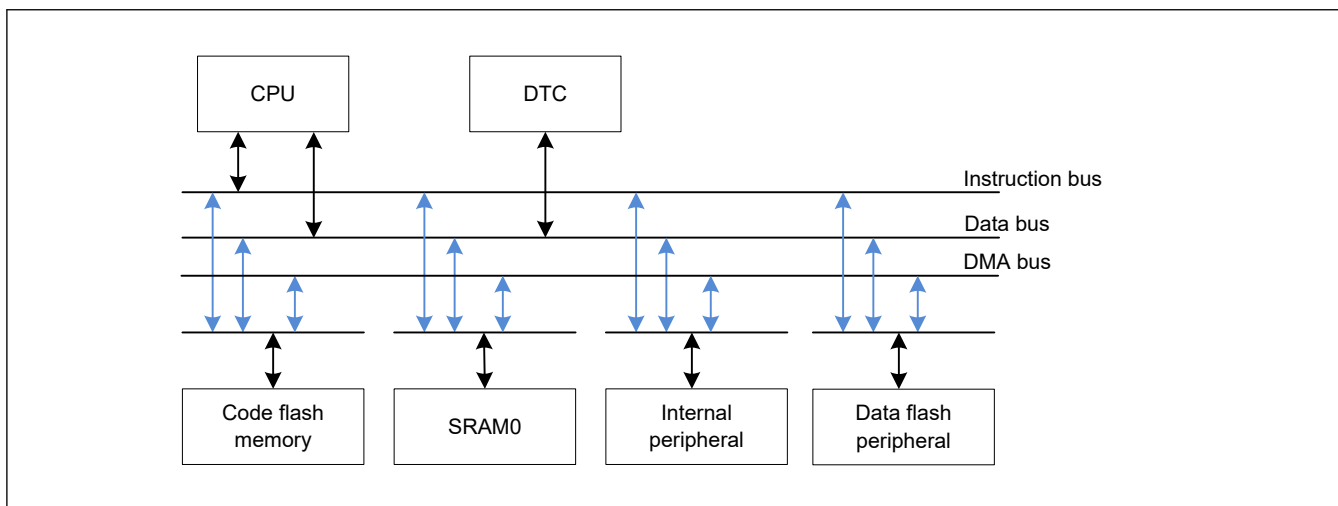 CPU
DTC
Instruction bus
Data bus
DMA bus
Code flash
memory
SRAM0
Internal
peripheral
Data flash
peripheral